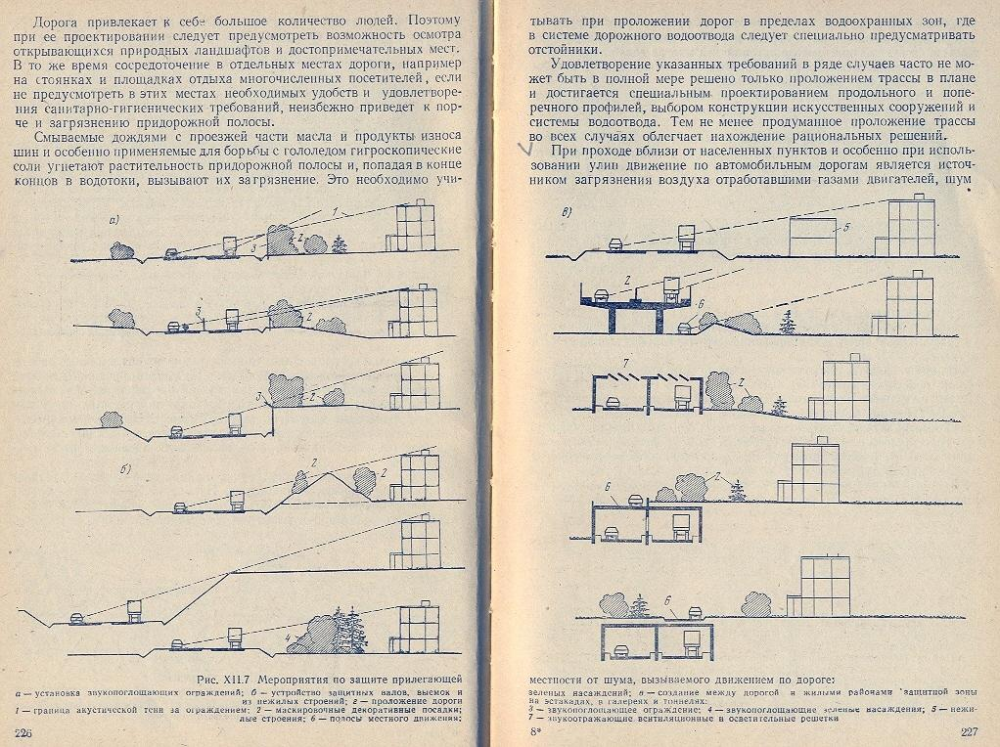 Дорога привлекает к себе большое количество людей. Поэтому
при ее проектировании следует предусмотреть возможность осмотра
открывающихся природных ландшафтов и достопримечательных мест.
В то же время сосредоточение в отдельных местах дороги, например
на стоянках и площадках отдыха многочисленных посетителей, если
не предусмотреть в этих местах необходимых удобств и удовлетворе-
ния санитарно-гигиенических требований, неизбежно приведет к пор-
че и загрязнению придорожной полосы.
Смываемые дождями с проезжей части масла и продукты износа
шин и особенно применяемые для борьбы с гололедом гигроскопические
соли угнетают растительность придорожной полосы и, попадая в конце
концов в водотоки, вызывают их загрязнение. Это необходимо учи-
а)
1
2
3
3
2
3
2
б)
2
2
4
Рис. XII.7 Мероприятия по защите прилегающей
а — установка звукопоглощающих ограждений; б — устройство защитных валов, выемок и
из нежилых строений; г — проложение дороги
1 — граница акустической тени за ограждением; 2 — маскировочные декоративные посадки;
лые строения; 6 — полосы местного движения;
226
тывать при проложении дорог в пределах водоохранных зон, где
в системе дорожного водоотвода следует специально предусматривать
отстойники.
Удовлетворение указанных требований в ряде случаев часто не мо-
жет быть в полной мере решено только проложением трассы в плане
и достигается специальным проектированием продольного и попе-
речного профилей, выбором конструкции искусственных сооружений и
системы водоотвода. Тем не менее продуманное проложение трассы
во всех случаях облегчает нахождение рациональных решений.
При проходе вблизи от населенных пунктов и особенно при исполь-
зовании улиц движение по автомобильным дорогам является источ-
ником загрязнения воздуха отработавшими газами двигателей, шум
в)
5
2
6
7
2
6
2
6
местности от шума, вызываемого движением по дороге:
зеленых насаждений; в — создание между дорогой и жилыми районами защитной зоны
на эстакадах, в галереях и тоннелях:
3 — звукопоглощающее ограждение; 4 — звукопоглощающие зеленые насаждения; 5 — нежи-
7 — звукоотражающие вентиляционные и осветительные решетки
8*
227